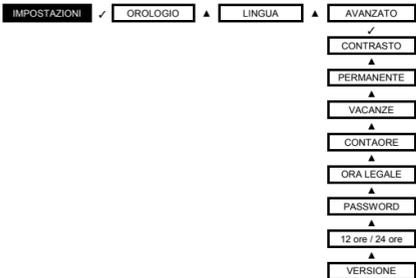 IMPOSTAZIONI ✓ OROLOGIO ▲ LINGUA ▲ AVANZATO
✓
CONTRASTO
▲
PERMANENTE
▲
VACANZE
▲
CONTAORE
▲
ORA LEGALE
▲
PASSWORD
▲
12 ore / 24 ore
▲
VERSIONE